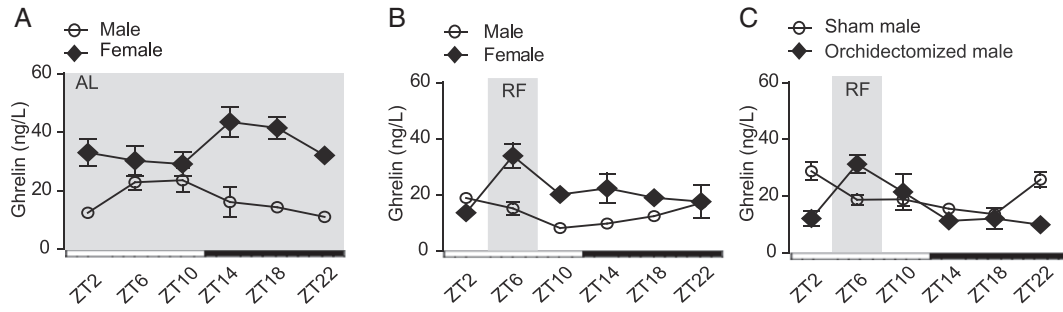 A
Male
Female
60
AL
40
20
0
Ghrelin (ng/L)
ZT2 ZT6 ZT10 ZT14 ZT18 ZT22
B
Male
Female
60
RF
40
20
0
Ghrelin (ng/L)
ZT2 ZT6 ZT10 ZT14 ZT18 ZT22
C
Sham male
Orchidectomized male
60
RF
40
20
0
Ghrelin (ng/L)
ZT2 ZT6 ZT10 ZT14 ZT18 ZT22